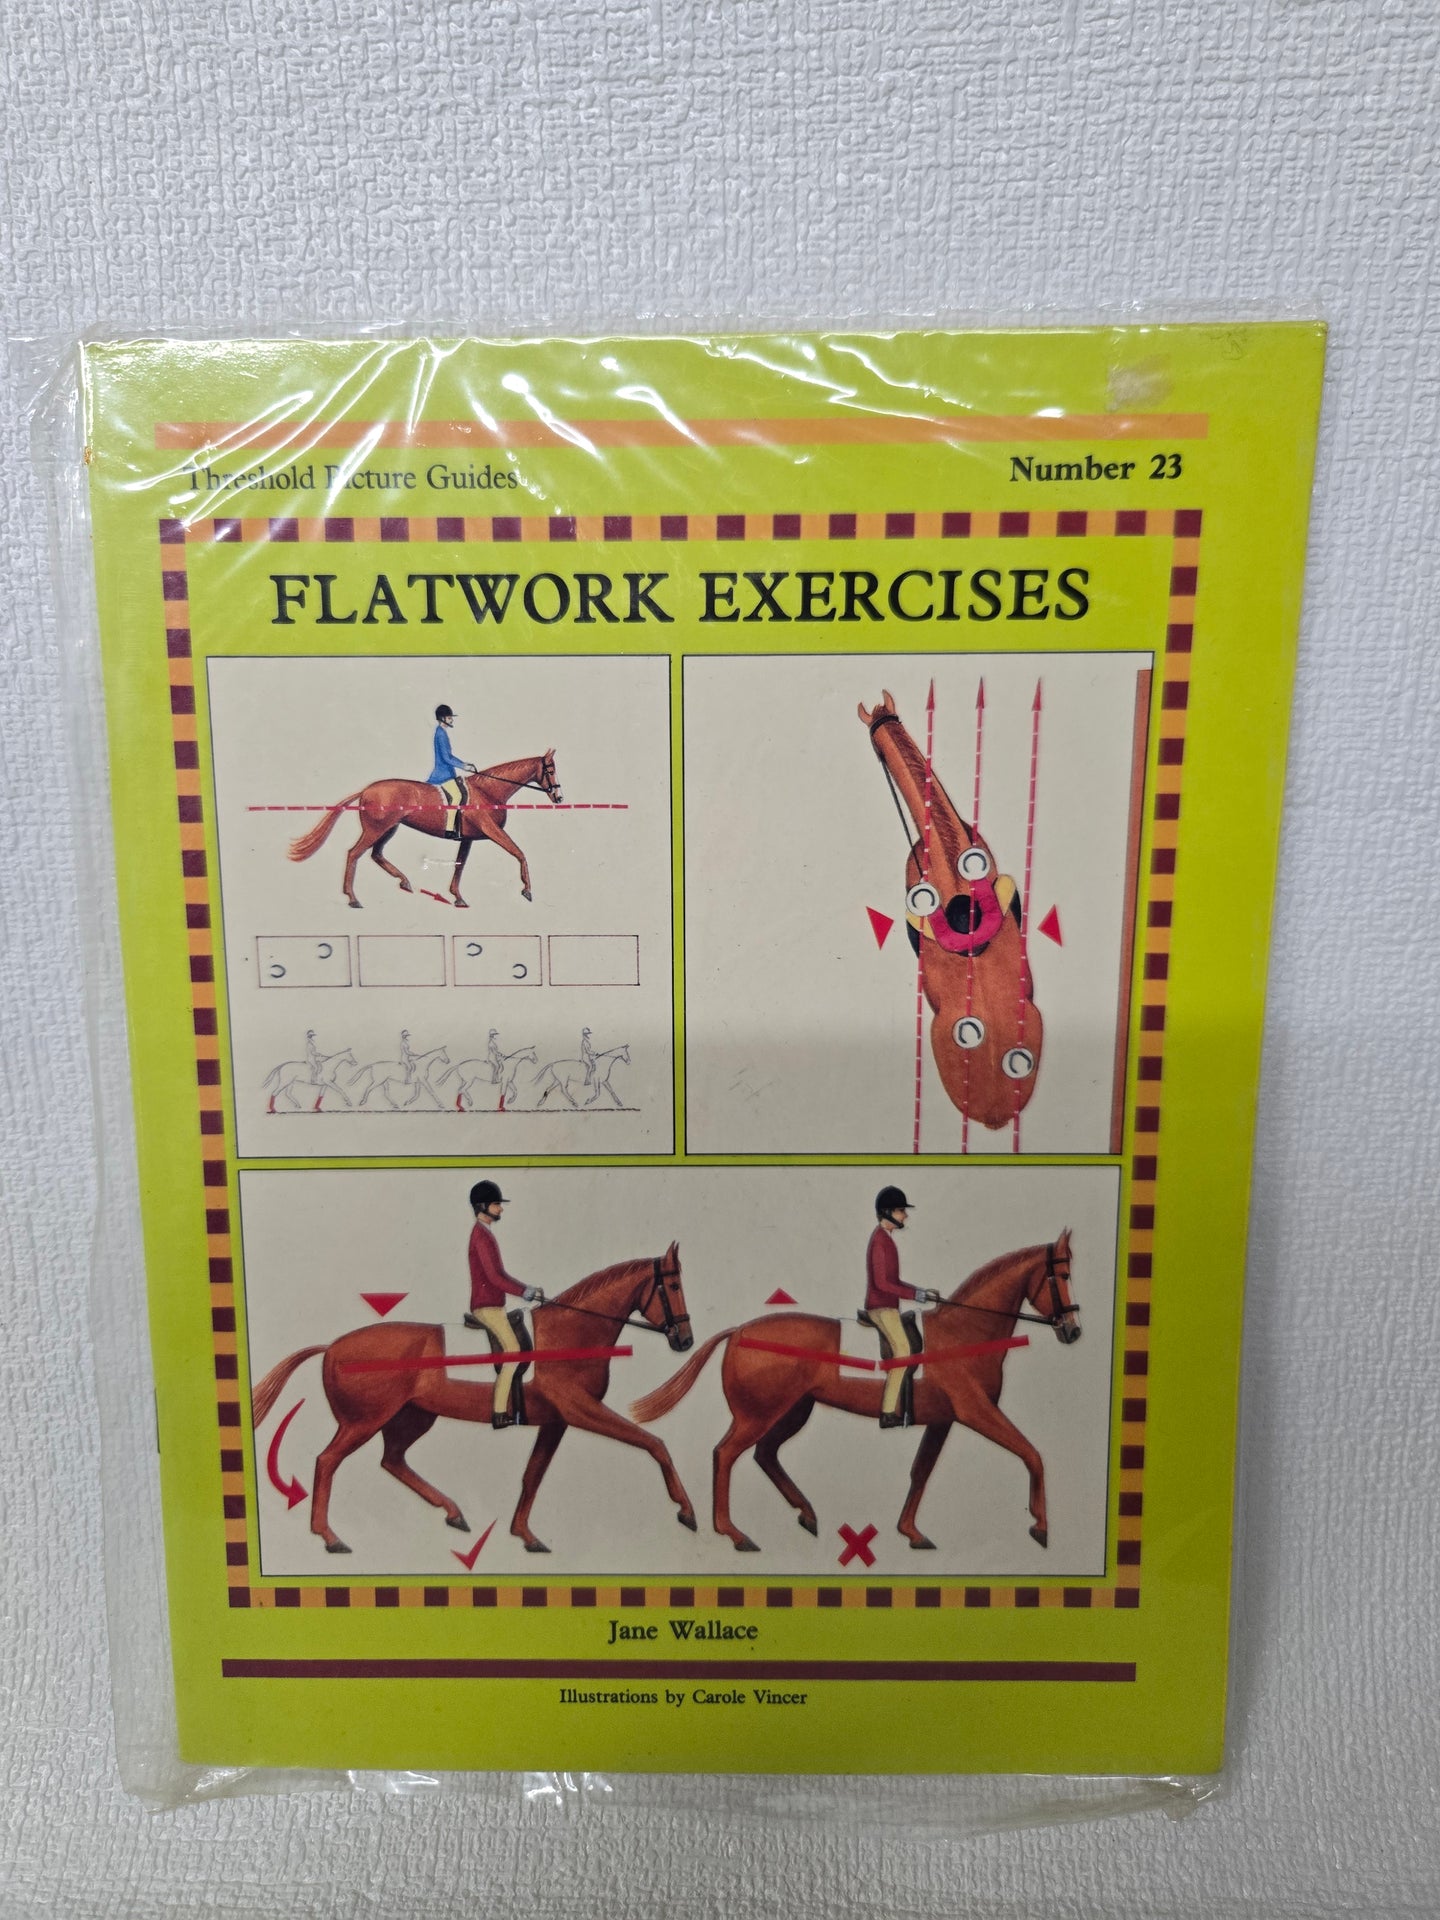 Threshold Picture Guides
Number 23
FLATWORK EXERCISES
Jane Wallace
Illustrations by Carole Vincer